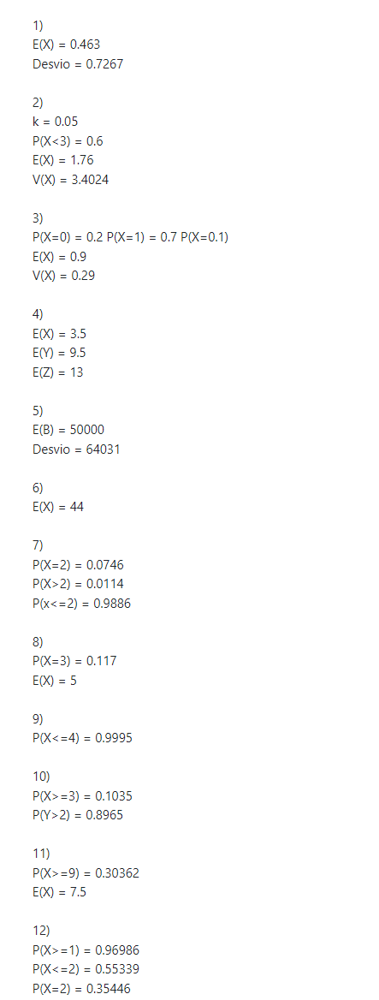 1)
E(X) = 0.463
Desvio = 0.7267
2)
k = 0.05
P(X<3) = 0.6
E(X) = 1.76
V(X) = 3.4024
3)
P(X=0) = 0.2 P(X=1) = 0.7 P(X=0.1)
E(X) = 0.9
V(X) = 0.29
4)
E(X) = 3.5
E(Y) = 9.5
E(Z) = 13
5)
E(B) = 50000
Desvio = 64031
6)
E(X) = 44
7)
P(X=2) = 0.0746
P(X>2) = 0.0114
P(x<=2) = 0.9886
8)
P(X=3) = 0.117
E(X) = 5
9)
P(X<=4) = 0.9995
10)
P(X>=3) = 0.1035
P(Y>2) = 0.8965
11)
P(X>=9) = 0.30362
E(X) = 7.5
12)
P(X>=1) = 0.96986
P(X<=2) = 0.55339
P(X=2) = 0.35446